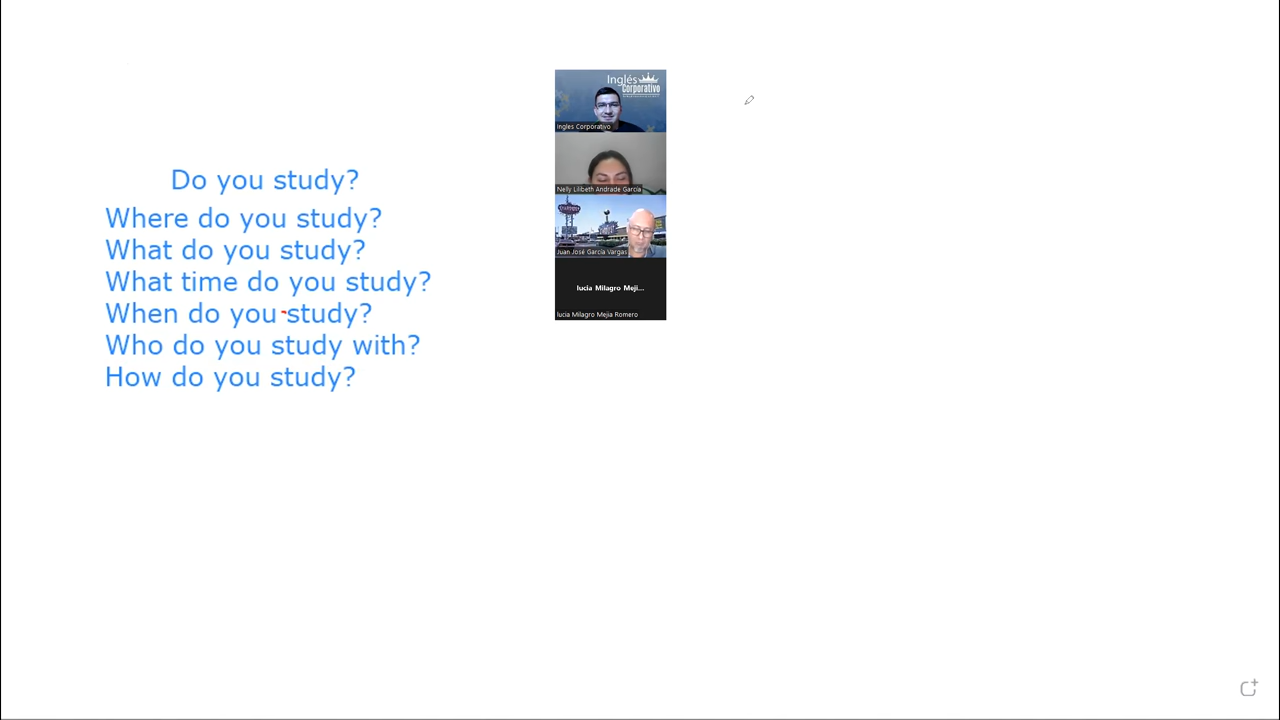 Do you study?
Where do you study?
What do you study?
What time do you study?
When do you study?
Who do you study with?
How do you study?
Inglés
Corporativo
Ingles Corporativo
Nelly Lilibeth Andrade García
Juan José García Vargas
lucia Milagro Meji...
lucia Milagro Mejia Romero